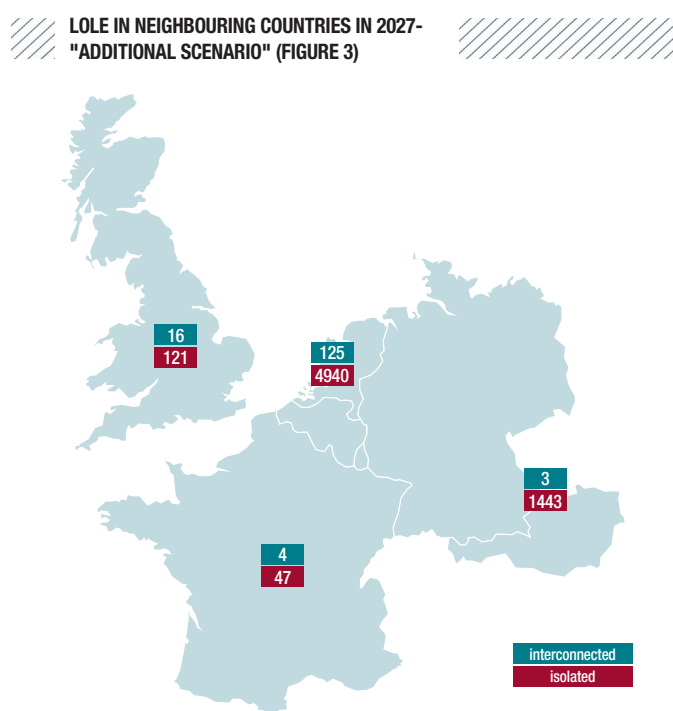 LOLE IN NEIGHBOURING COUNTRIES IN 2027-
"ADDITIONAL SCENARIO" (FIGURE 3)
16
121
125
4940
3
1443
4
47
interconnected
isolated